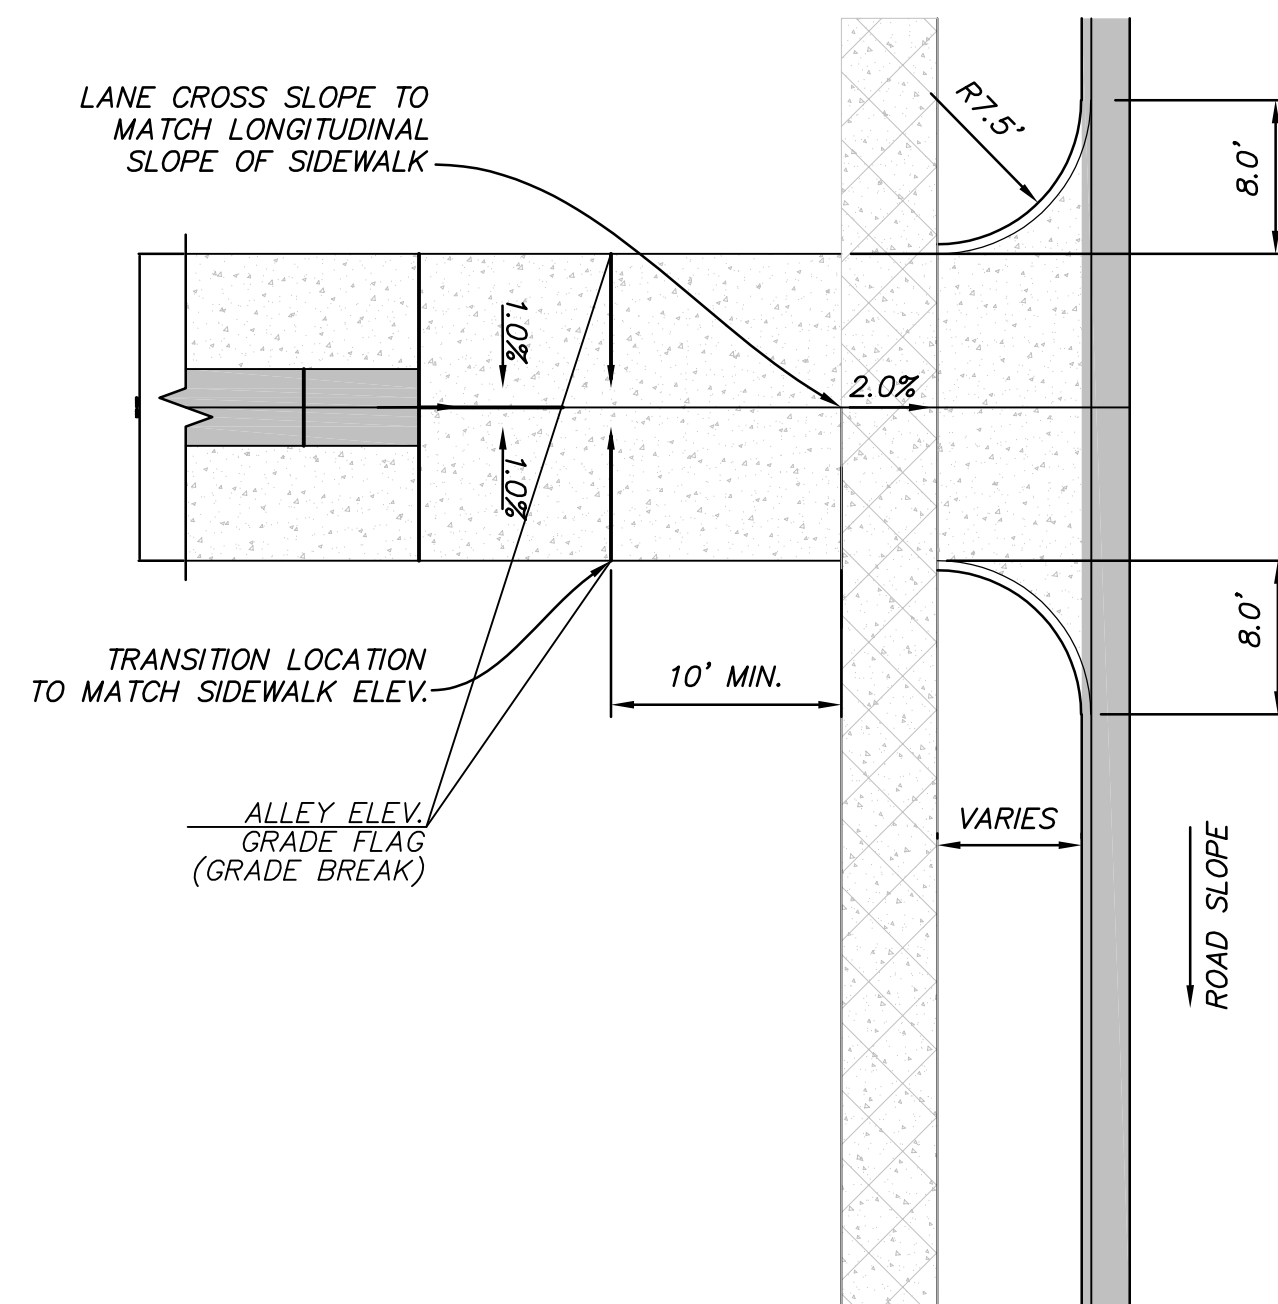 LANE CROSS SLOPE TO
MATCH LONGITUDINAL
SLOPE OF SIDEWALK
R7.5'
8.0'
1.0%
2.0%
1.0%
8.0'
TRANSITION LOCATION
TO MATCH SIDEWALK ELEV.
10' MIN.
ALLEY ELEV.
GRADE FLAG
(GRADE BREAK)
VARIES
ROAD SLOPE